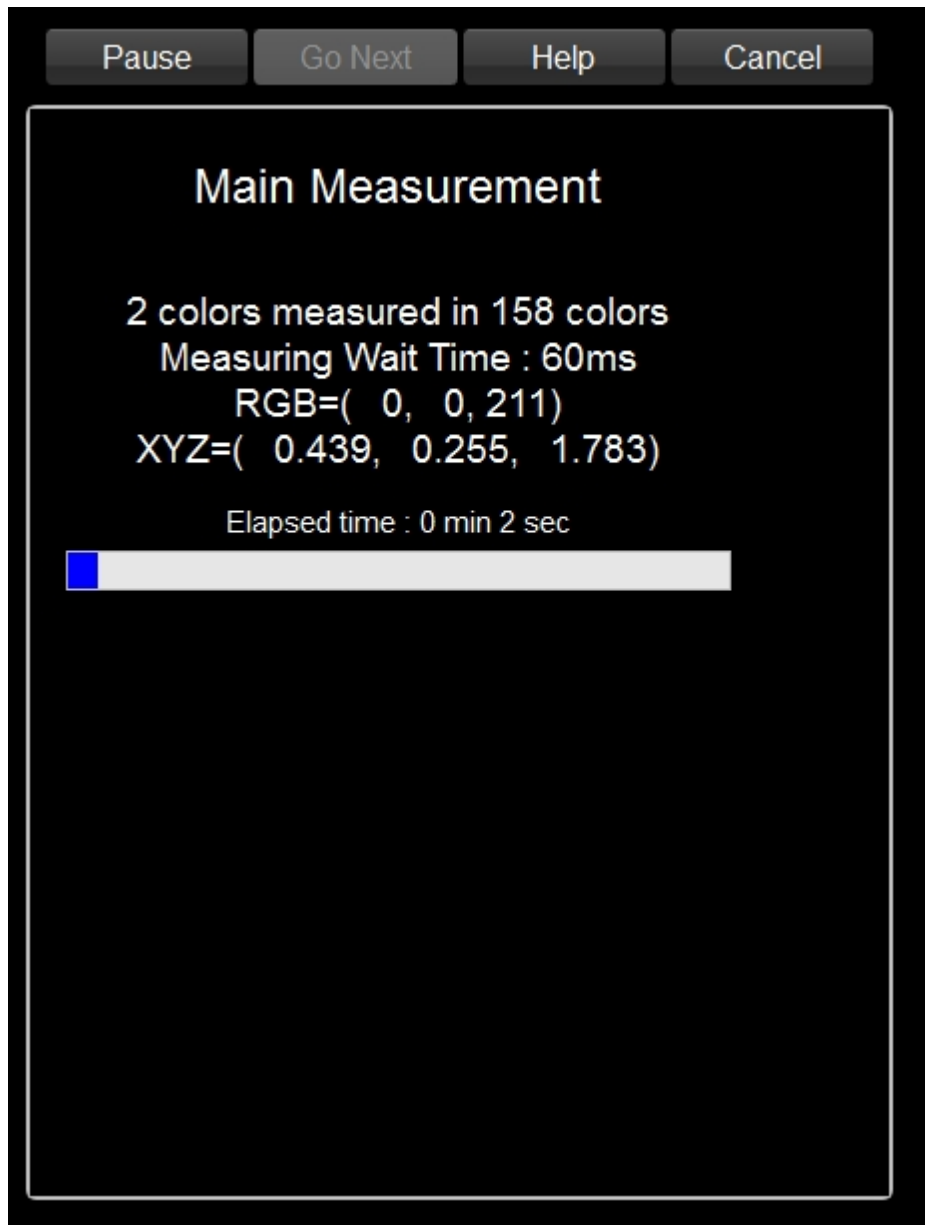 Pause Go Next Help Cancel
Main Measurement
2 colors measured in 158 colors
Measuring Wait Time : 60ms
RGB=( 0, 0, 211)
XYZ=( 0.439, 0.255, 1.783)
Elapsed time : 0 min 2 sec